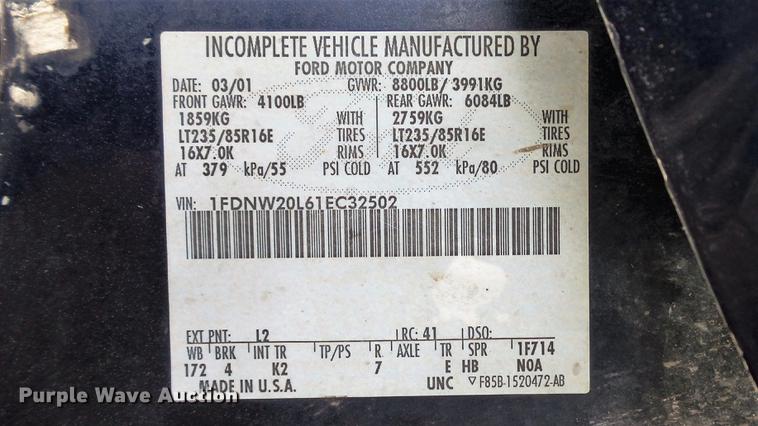 INCOMPLETE VEHICLE MANUFACTURED BY
FORD MOTOR COMPANY
DATE: 03/01 GVWR: 8800LB/ 3991KG
FRONT GAWR: 4100LB REAR GAWR: 6084LB
1859KG WITH 2759KG WITH
LT235/85R16E TIRES LT235/85R16E TIRES
16X7.0K RIMS 16X7.0K RIMS
AT 379 kPa/55 PSI COLD AT 552 kPa/80 PSI COLD
VIN: 1FDNW20L61EC32502
EXT PNT: L2 RC: 41 DSO:
WB BRK INT TR TP/PS R AXLE TR SPR 1F714
172 4 K2 7 E HB NOA
MADE IN U.S.A. UNC ▽F85B-1520472-AB
Purple Wave Auction